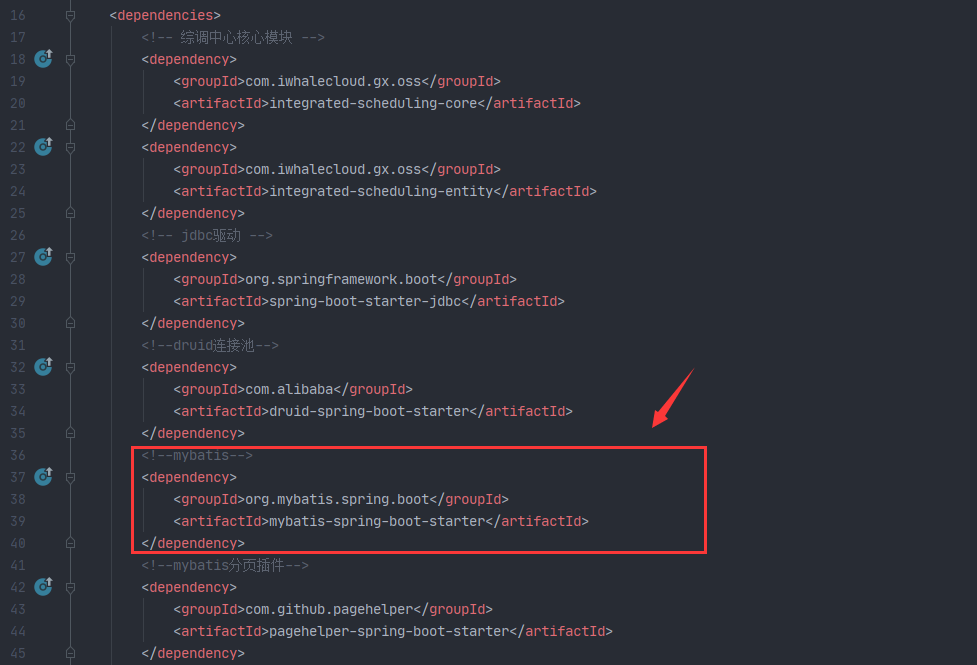 16 <dependencies>
17 <!-- 综调中心核心模块 -->
18 <dependency>
19 <groupId>com.iwhalecloud.gx.oss</groupId>
20 <artifactId>integrated-scheduling-core</artifactId>
21 </dependency>
22 <dependency>
23 <groupId>com.iwhalecloud.gx.oss</groupId>
24 <artifactId>integrated-scheduling-entity</artifactId>
25 </dependency>
26 <!-- jdbc驱动 -->
27 <dependency>
28 <groupId>org.springframework.boot</groupId>
29 <artifactId>spring-boot-starter-jdbc</artifactId>
30 </dependency>
31 <!--druid连接池-->
32 <dependency>
33 <groupId>com.alibaba</groupId>
34 <artifactId>druid-spring-boot-starter</artifactId>
35 </dependency>
36 <!--mybatis-->
37 <dependency>
38 <groupId>org.mybatis.spring.boot</groupId>
39 <artifactId>mybatis-spring-boot-starter</artifactId>
40 </dependency>
41 <!--mybatis分页插件-->
42 <dependency>
43 <groupId>com.github.pagehelper</groupId>
44 <artifactId>pagehelper-spring-boot-starter</artifactId>
45 </dependency>